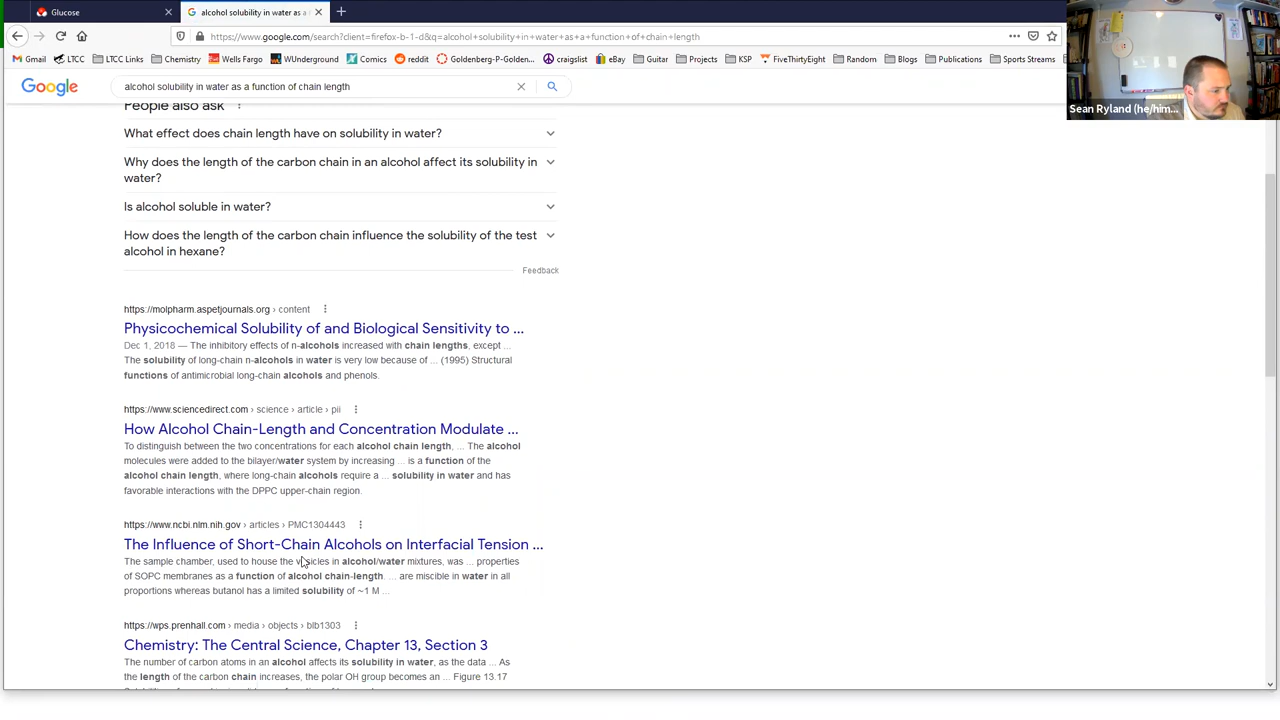 Glucose
alcohol solubility in water as a
https://www.google.com/search?client=firefox-b-1-d&q=alcohol+solubility+in+water+as+a+function+of+chain+length
Gmail LTCC LTCC Links Chemistry Wells Fargo WUnderground Comics reddit Goldenberg-P-Golden... craigslist eBay Guitar Projects KSP FiveThirtyEight Random Blogs Publications Sports Streams
Google
alcohol solubility in water as a function of chain length
Sean Ryland (he/him...
People also ask
What effect does chain length have on solubility in water?
Why does the length of the carbon chain in an alcohol affect its solubility in
water?
Is alcohol soluble in water?
How does the length of the carbon chain influence the solubility of the test
alcohol in hexane?
Feedback
https://molpharm.aspetjournals.org › content
Physicochemical Solubility of and Biological Sensitivity to ...
Dec 1, 2018 — The inhibitory effects of n-alcohols increased with chain lengths, except ...
The solubility of long-chain n-alcohols in water is very low because of ... (1995) Structural
functions of antimicrobial long-chain alcohols and phenols.
https://www.sciencedirect.com › science › article › pii
How Alcohol Chain-Length and Concentration Modulate ...
To distinguish between the two concentrations for each alcohol chain length, ... The alcohol
molecules were added to the bilayer/water system by increasing ... is a function of the
alcohol chain length, where long-chain alcohols require a ... solubility in water and has
favorable interactions with the DPPC upper-chain region.
https://www.ncbi.nlm.nih.gov › articles › PMC1304443
The Influence of Short-Chain Alcohols on Interfacial Tension ...
The sample chamber, used to house the vesicles in alcohol/water mixtures, was ... properties
of SOPC membranes as a function of alcohol chain-length. ... are miscible in water in all
proportions whereas butanol has a limited solubility of ~1 M ...
https://wps.prenhall.com › media › objects › blb1303
Chemistry: The Central Science, Chapter 13, Section 3
The number of carbon atoms in an alcohol affects its solubility in water, as the data ... As
the length of the carbon chain increases, the polar OH group becomes an ... Figure 13.17